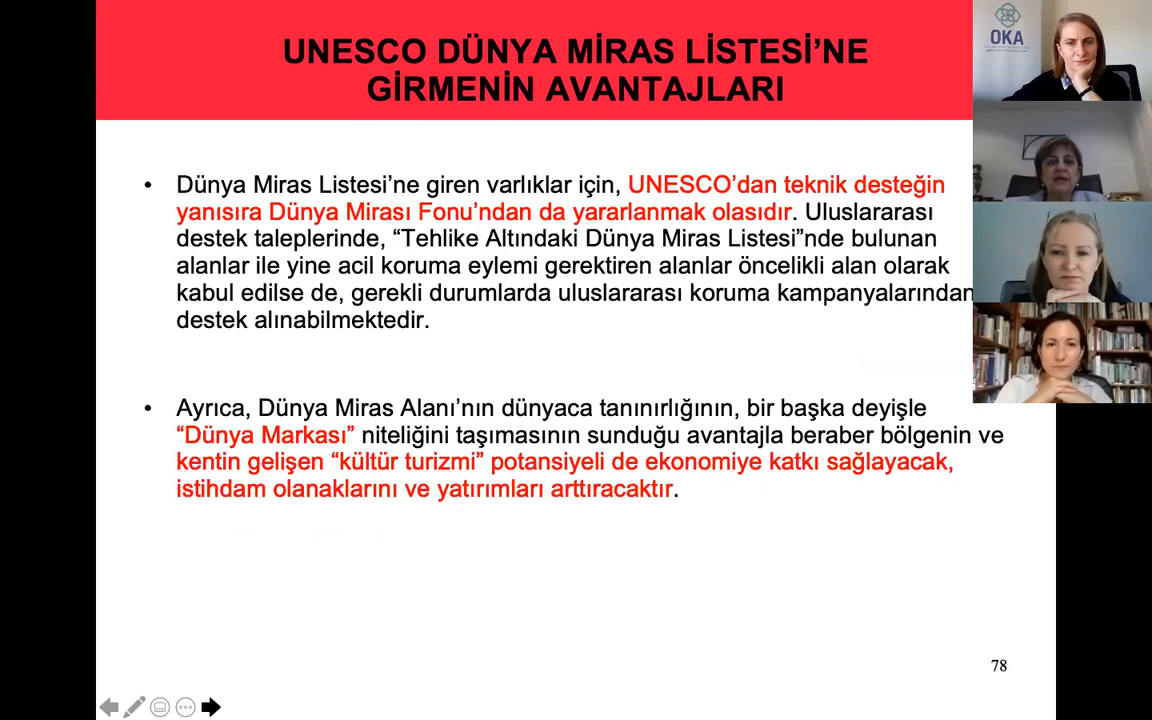 UNESCO DÜNYA MİRAS LİSTESİ’NE
GİRMENİN AVANTAJLARI
• Dünya Miras Listesi’ne giren varlıklar için, UNESCO’dan teknik desteğin
yanısıra Dünya Mirası Fonu’ndan da yararlanmak olasıdır. Uluslararası
destek taleplerinde, “Tehlike Altındaki Dünya Miras Listesi”nde bulunan
alanlar ile yine acil koruma eylemi gerektiren alanlar öncelikli alan olarak
kabul edilse de, gerekli durumlarda uluslararası koruma kampanyalarından
destek alınabilmektedir.
• Ayrıca, Dünya Miras Alanı’nın dünyaca tanınırlığının, bir başka deyişle
“Dünya Markası” niteliğini taşımasının sunduğu avantajla beraber bölgenin ve
kentin gelişen “kültür turizmi” potansiyeli de ekonomiye katkı sağlayacak,
istihdam olanaklarını ve yatırımları arttıracaktır.
78
OKA